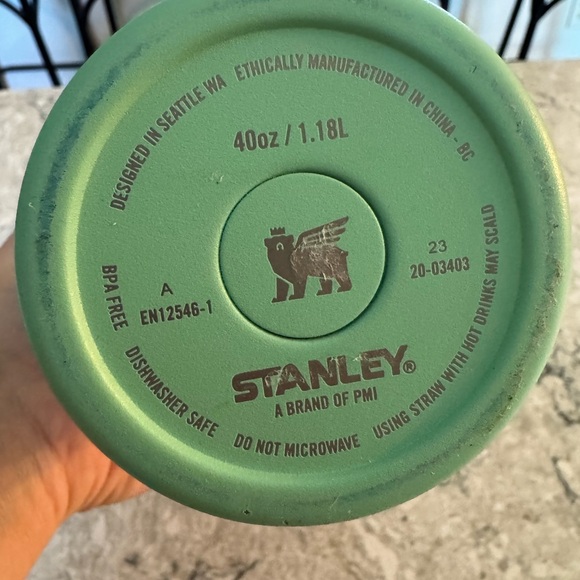 DESIGNED IN SEATTLE WA ETHICALLY MANUFACTURED IN CHINA - BC
40oz / 1.18L
A
EN12546-1
23
20-03403
STANLEY®
A BRAND OF PMI
BPA FREE DISHWASHER SAFE DO NOT MICROWAVE USING STRAW WITH HOT DRINKS MAY SCALD